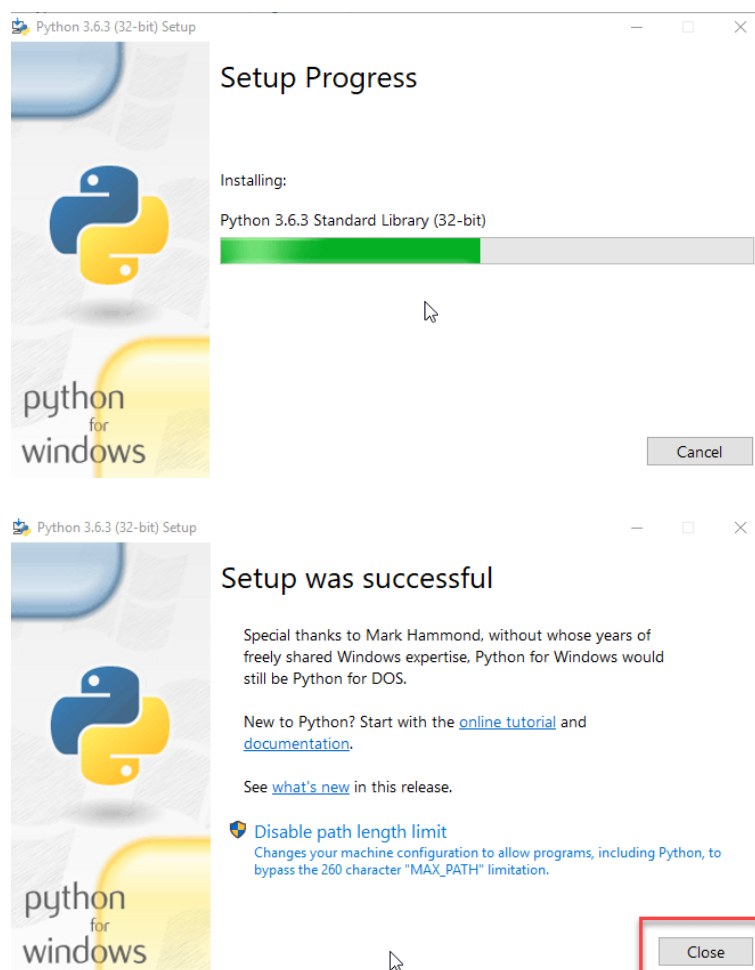 Python 3.6.3 (32-bit) Setup
Setup Progress
Installing:
Python 3.6.3 Standard Library (32-bit)
python
for
windows
Cancel
Python 3.6.3 (32-bit) Setup
Setup was successful
Special thanks to Mark Hammond, without whose years of
freely shared Windows expertise, Python for Windows would
still be Python for DOS.
New to Python? Start with the online tutorial and
documentation.
See what's new in this release.
Disable path length limit
Changes your machine configuration to allow programs, including Python, to
bypass the 260 character "MAX_PATH" limitation.
python
for
windows
Close